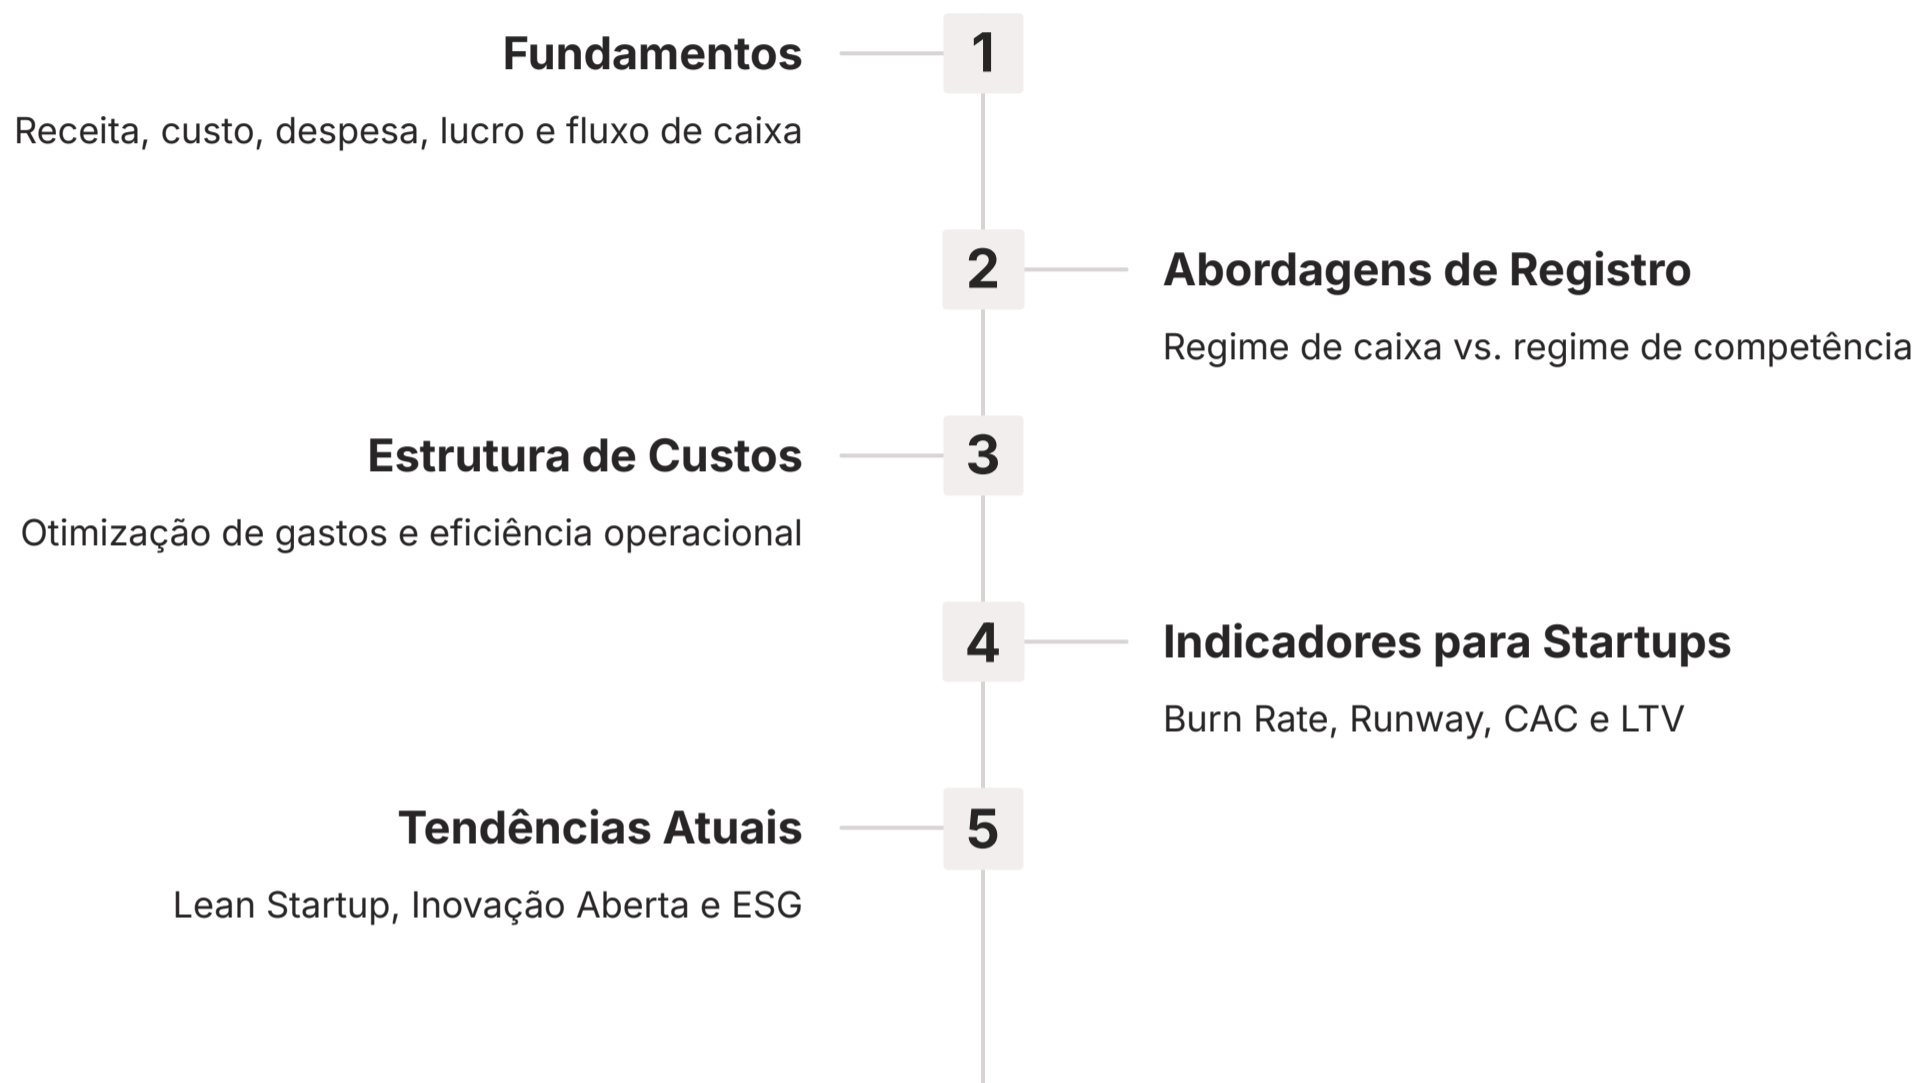 1
Fundamentos
Receita, custo, despesa, lucro e fluxo de caixa
2
Abordagens de Registro
Regime de caixa vs. regime de competência
3
Estrutura de Custos
Otimização de gastos e eficiência operacional
4
Indicadores para Startups
Burn Rate, Runway, CAC e LTV
5
Tendências Atuais
Lean Startup, Inovação Aberta e ESG